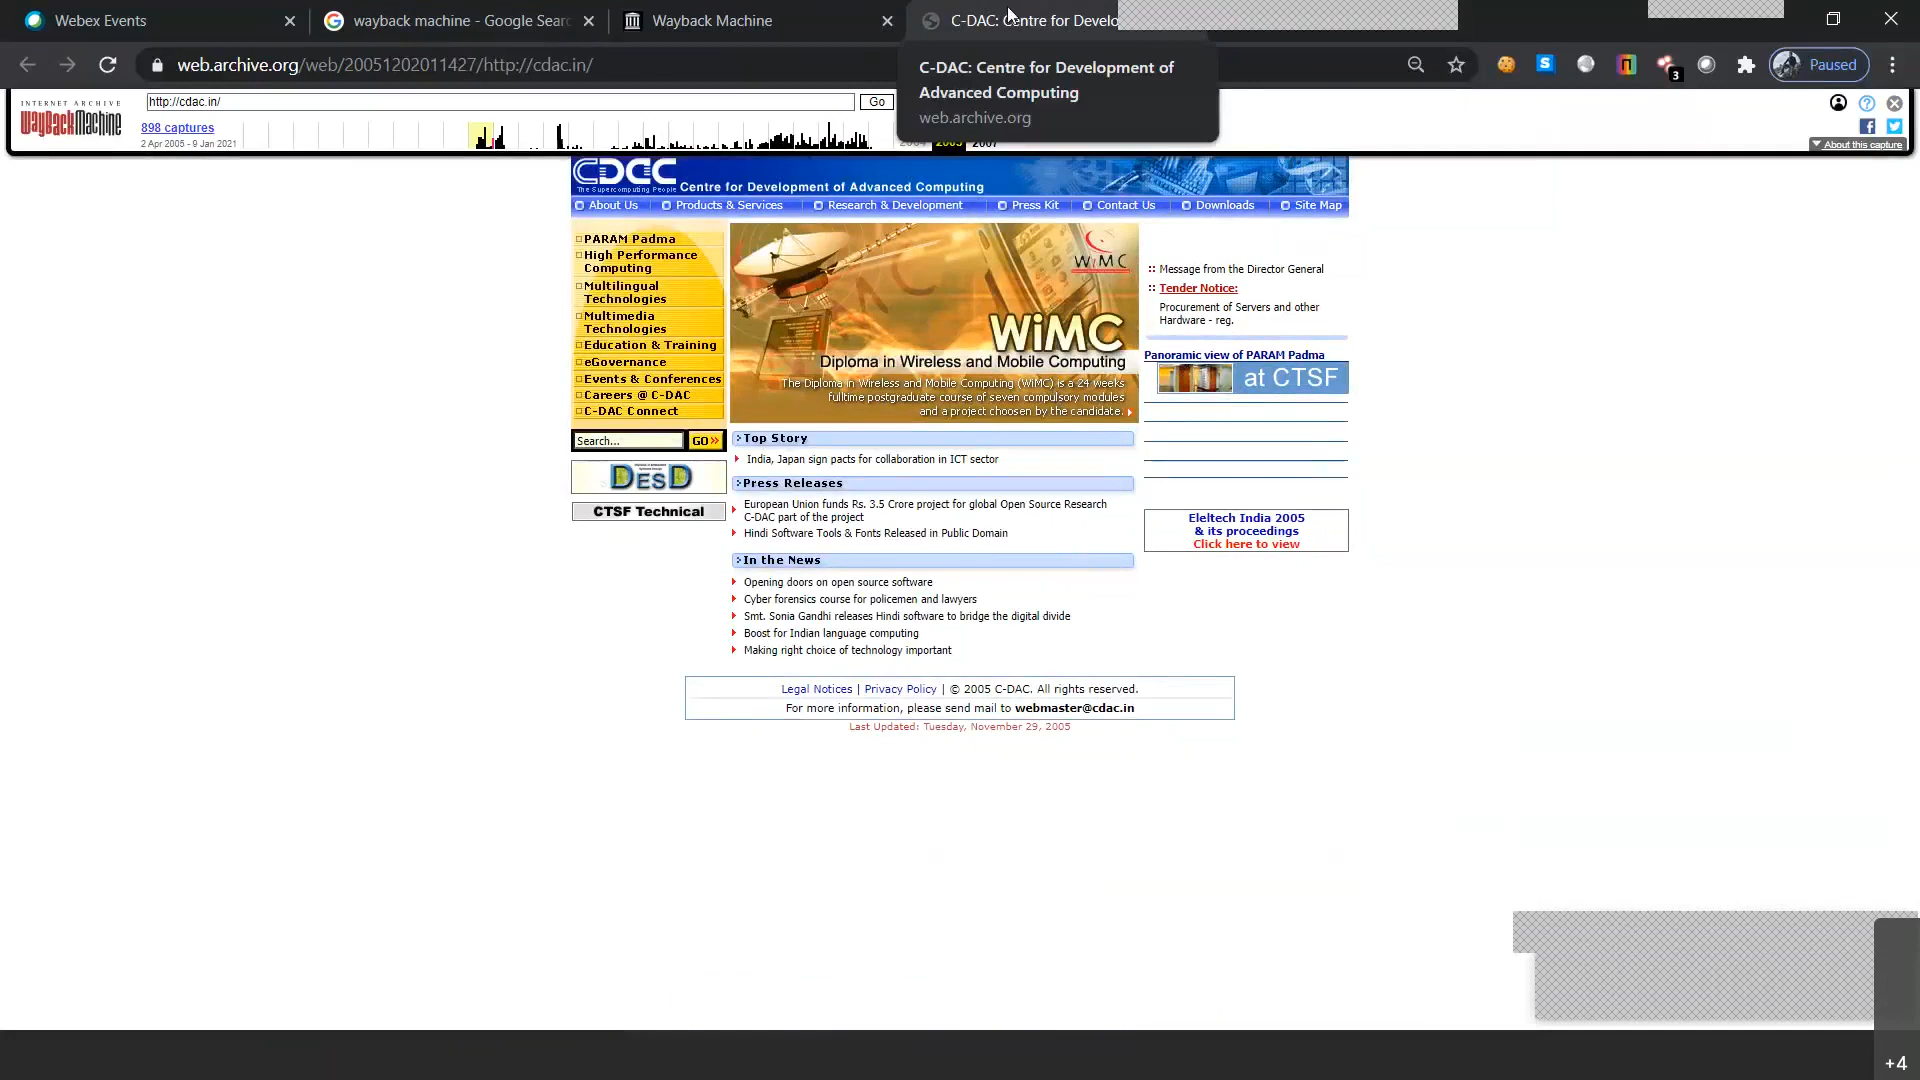 Webex Events
wayback machine - Google Sear
Wayback Machine
C-DAC: Centre for Develo
web.archive.org/web/20051202011427/http://cdac.in/
3
Paused
C-DAC: Centre for Development of
Advanced Computing
web.archive.org
INTERNET ARCHIVE
WayBackMachine
http://cdac.in/
Go
898 captures
2 Apr 2005 - 9 Jan 2021
2005
2007
About this capture
CDCC
The Supercomputing People
Centre for Development of Advanced Computing
About Us
Products & Services
Research & Development
Press Kit
Contact Us
Downloads
Site Map
PARAM Padma
High Performance
Computing
Multilingual
Technologies
Multimedia
Technologies
Education & Training
eGovernance
Events & Conferences
Careers @ C-DAC
C-DAC Connect
Search...
GO
DESD
CTSF Technical
WiMC
WiMC
Diploma in Wireless and Mobile Computing
The Diploma in Wireless and Mobile Computing (WiMC) is a 24 weeks
fulltime postgraduate course of seven compulsory modules
and a project choosen by the candidate.
Top Story
India, Japan sign pacts for collaboration in ICT sector
Press Releases
European Union funds Rs. 3.5 Crore project for global Open Source Research
C-DAC part of the project
Hindi Software Tools & Fonts Released in Public Domain
In the News
Opening doors on open source software
Cyber forensics course for policemen and lawyers
Smt. Sonia Gandhi releases Hindi software to bridge the digital divide
Boost for Indian language computing
Making right choice of technology important
Message from the Director General
Tender Notice:
Procurement of Servers and other
Hardware - reg.
Panoramic view of PARAM Padma
at CTSF
Eleltech India 2005
& its proceedings
Click here to view
Legal Notices | Privacy Policy | © 2005 C-DAC. All rights reserved.
For more information, please send mail to webmaster@cdac.in
Last Updated: Tuesday, November 29, 2005
+4